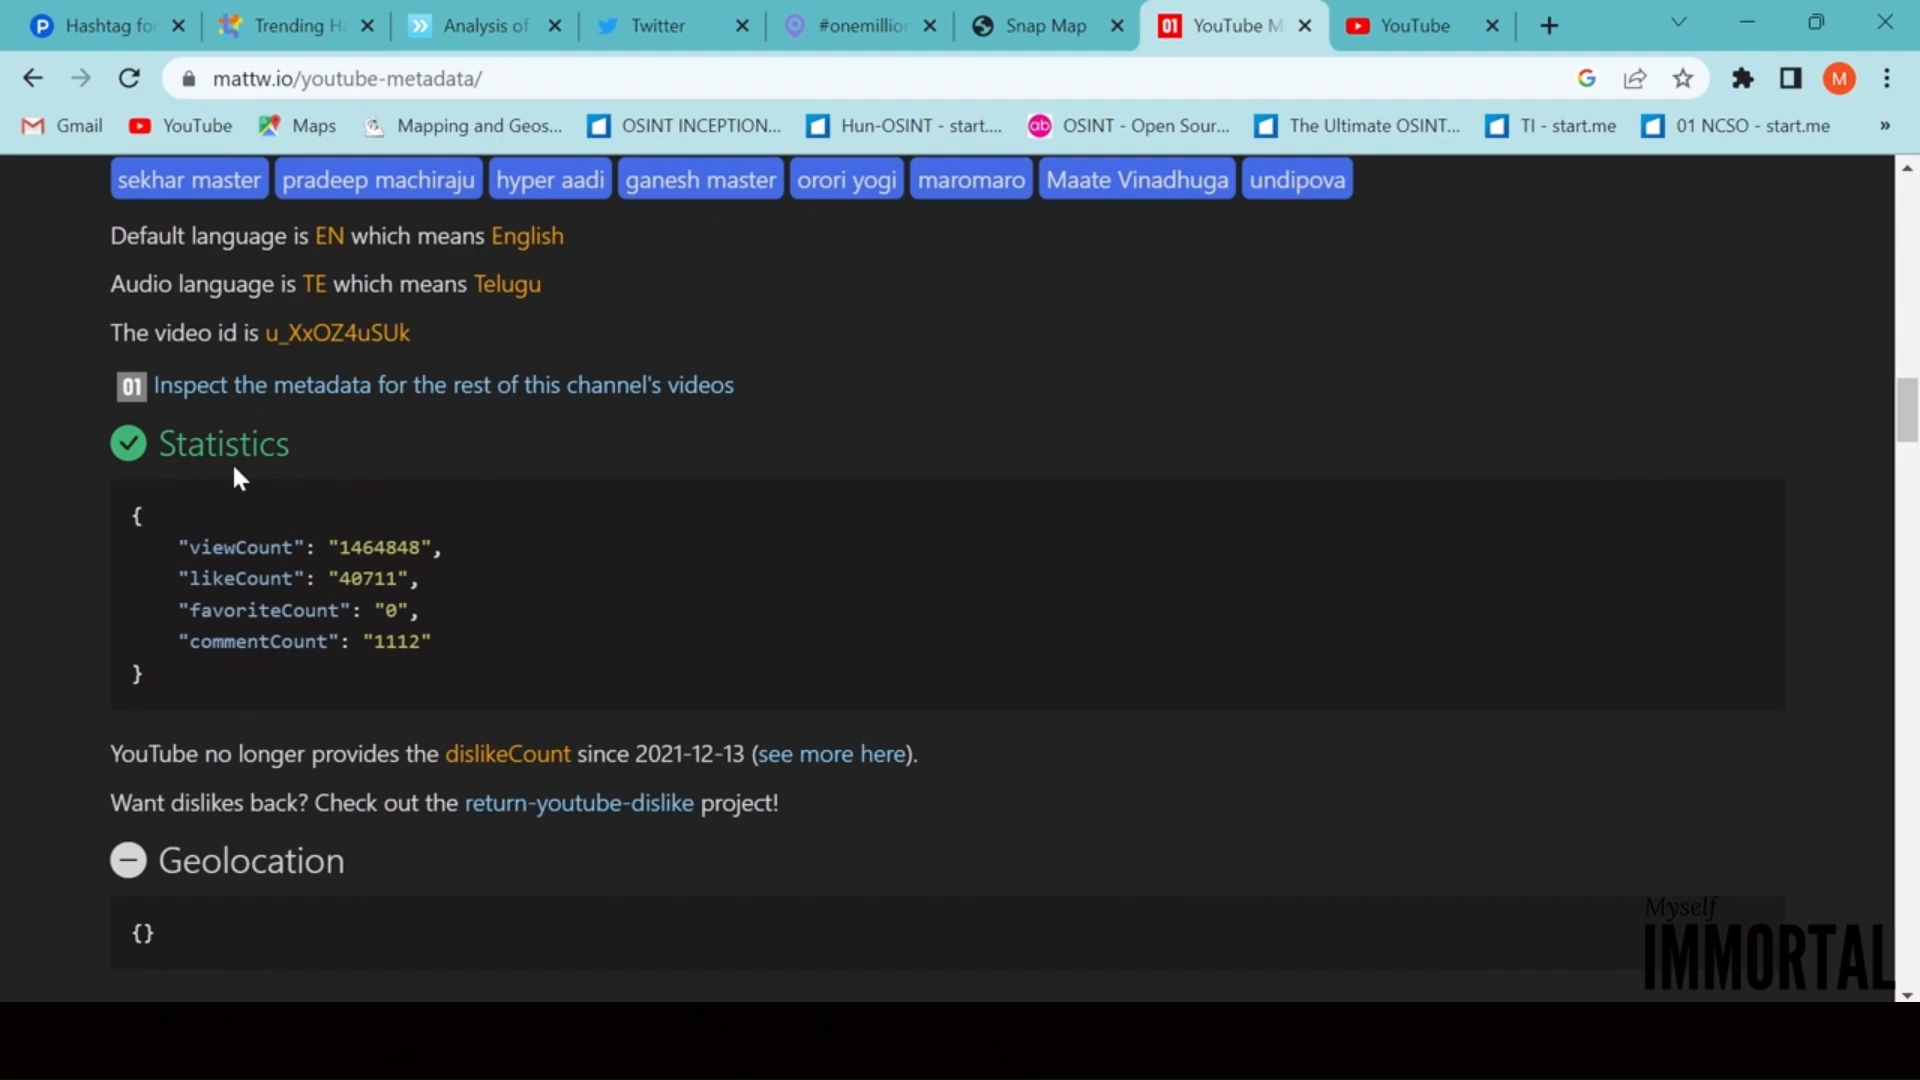 Hashtag for
Trending Ha
Analysis of
Twitter
#onemillion
Snap Map
01 YouTube M
YouTube
mattw.io/youtube-metadata/
G
M
Gmail
YouTube
Maps
Mapping and Geos...
OSINT INCEPTION...
Hun-OSINT - start....
ab OSINT - Open Sour...
The Ultimate OSINT...
TI - start.me
01 NCSO - start.me
»
sekhar master pradeep machiraju hyper aadi ganesh master orori yogi maromaro Maate Vinadhuga undipova
Default language is EN which means English
Audio language is TE which means Telugu
The video id is u_XxOZ4uSUk
01 Inspect the metadata for the rest of this channel's videos
Statistics
{
"viewCount": "1464848",
"likeCount": "40711",
"favoriteCount": "0",
"commentCount": "1112"
}
YouTube no longer provides the dislikeCount since 2021-12-13 (see more here).
Want dislikes back? Check out the return-youtube-dislike project!
Geolocation
{}
Myself
IMMORTAL